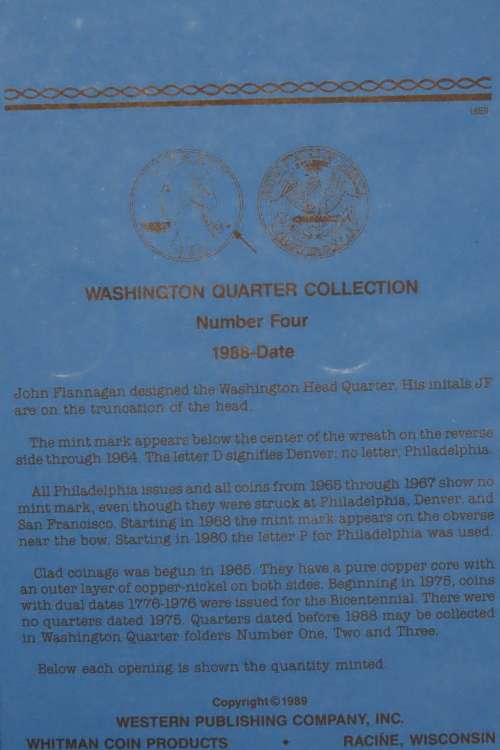 WASHINGTON QUARTER COLLECTION
Number Four
1988-Date
John Flannagan designed the Washington Head Quarter. His initals JF
are on the truncation of the head.
The mint mark appears below the center of the wreath on the reverse
side through 1964. The letter D signifies Denver; no letter, Philadelphia.
All Philadelphia issues and all coins from 1965 through 1967 show no
mint mark, even though they were struck at Philadelphia, Denver, and
San Francisco. Starting in 1968 the mint mark appears on the obverse
near the bow. Starting in 1980 the letter P for Philadelphia was used.
Clad coinage was begun in 1965. They have a pure copper core with
an outer layer of copper-nickel on both sides. Beginning in 1975, coins
with dual dates 1776-1976 were issued for the Bicentennial. There were
no quarters dated 1975. Quarters dated before 1988 may be collected
in Washington Quarter folders Number One, Two and Three.
Below each opening is shown the quantity minted.
Copyright © 1989
WESTERN PUBLISHING COMPANY, INC.
WHITMAN COIN PRODUCTS • RACINE, WISCONSIN